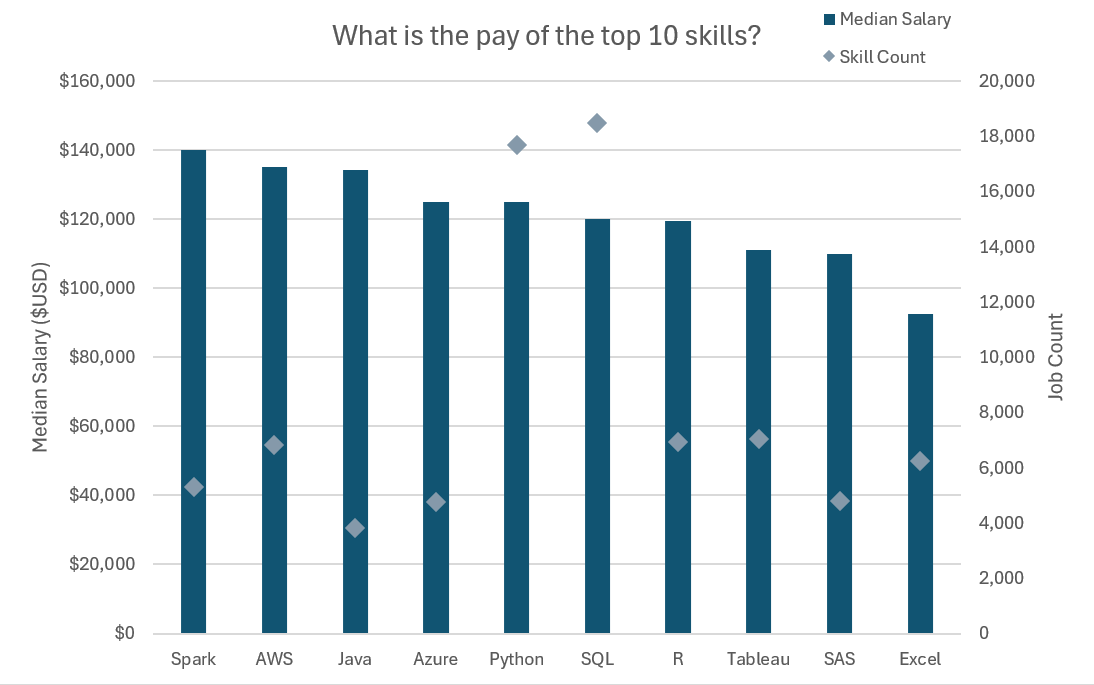 What is the pay of the top 10 skills?
Median Salary
Skill Count
Median Salary ($USD)
$160,000
$140,000
$120,000
$100,000
$80,000
$60,000
$40,000
$20,000
$0
20,000
18,000
16,000
14,000
12,000
10,000
8,000
6,000
4,000
2,000
0
Job Count
Spark
AWS
Java
Azure
Python
SQL
R
Tableau
SAS
Excel